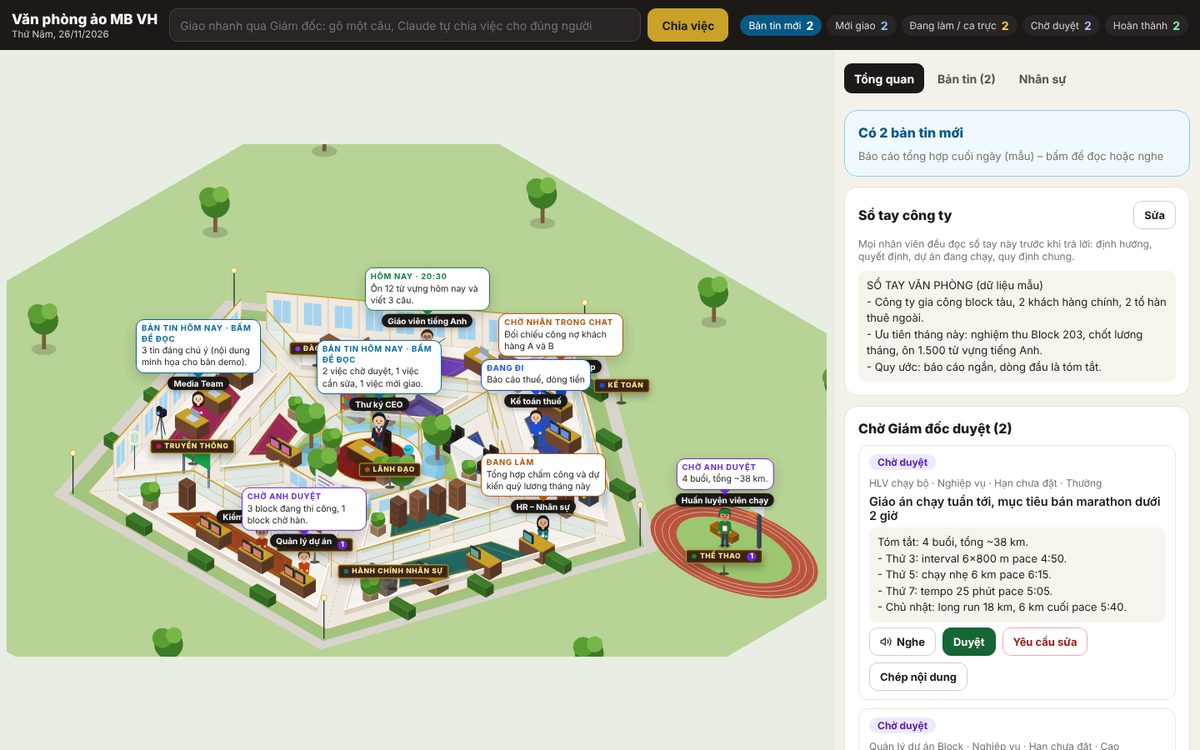 Văn phòng ảo MB VH
Thứ Năm, 26/11/2026
Giao nhanh qua Giám đốc: gõ một câu, Claude tự chia việc cho đúng người
Chia việc
Bản tin mới 2
Mới giao 2
Đang làm / ca trực 2
Chờ duyệt 2
Hoàn thành 2
HÔM NAY · 20:30
Ôn 12 từ vựng hôm nay và
viết 3 câu.
Giáo viên tiếng Anh
BẢN TIN HÔM NAY · BẤM
ĐỂ ĐỌC
3 tin đáng chú ý (nội dung
minh họa cho bản demo).
Media Team
BẢN TIN HÔM NAY · BẤM
ĐỂ ĐỌC
2 việc chờ duyệt, 1 việc
cần sửa, 1 việc mới giao.
Thư ký CEO
CHỜ NHẬN TRONG CHAT
Đối chiếu công nợ khách
hàng A và B
ĐANG ĐI
Báo cáo thuế, dòng tiền
Kế toán thuế
KẾ TOÁN
TRUYỀN THÔNG
LÃNH ĐẠO
ĐANG LÀM
Tổng hợp chấm công và dự
kiến quỹ lương tháng này
HR – Nhân sự
CHỜ ANH DUYỆT
4 buổi, tổng ~38 km.
Huấn luyện viên chạy
THỂ THAO 1
CHỜ ANH DUYỆT
3 block đang thi công, 1
block chờ hàn.
Quản lý dự án
1
HÀNH CHÍNH NHÂN SỰ
Tổng quan
Bản tin (2)
Nhân sự
Có 2 bản tin mới
Báo cáo tổng hợp cuối ngày (mẫu) – bấm để đọc hoặc nghe
Sổ tay công ty
Sửa
Mọi nhân viên đều đọc sổ tay này trước khi trả lời: định hướng,
quyết định, dự án đang chạy, quy định chung.
SỔ TAY VĂN PHÒNG (dữ liệu mẫu)
- Công ty gia công block tàu, 2 khách hàng chính, 2 tổ hàn
thuê ngoài.
- Ưu tiên tháng này: nghiệm thu Block 203, chốt lương
tháng, ôn 1.500 từ vựng tiếng Anh.
- Quy ước: báo cáo ngắn, dòng đầu là tóm tắt.
Chờ Giám đốc duyệt (2)
Chờ duyệt
HLV chạy bộ · Nghiệp vụ · Hạn chưa đặt · Thường
Giáo án chạy tuần tới, mục tiêu bán marathon dưới
2 giờ
Tóm tắt: 4 buổi, tổng ~38 km.
- Thứ 3: interval 6×800 m pace 4:50.
- Thứ 5: chạy nhẹ 6 km pace 6:15.
- Thứ 7: tempo 25 phút pace 5:05.
- Chủ nhật: long run 18 km, 6 km cuối pace 5:40.
Nghe
Duyệt
Yêu cầu sửa
Chép nội dung
Chờ duyệt
Quản lý dự án Block · Nghiệp vụ · Hạn chưa đặt · Cao